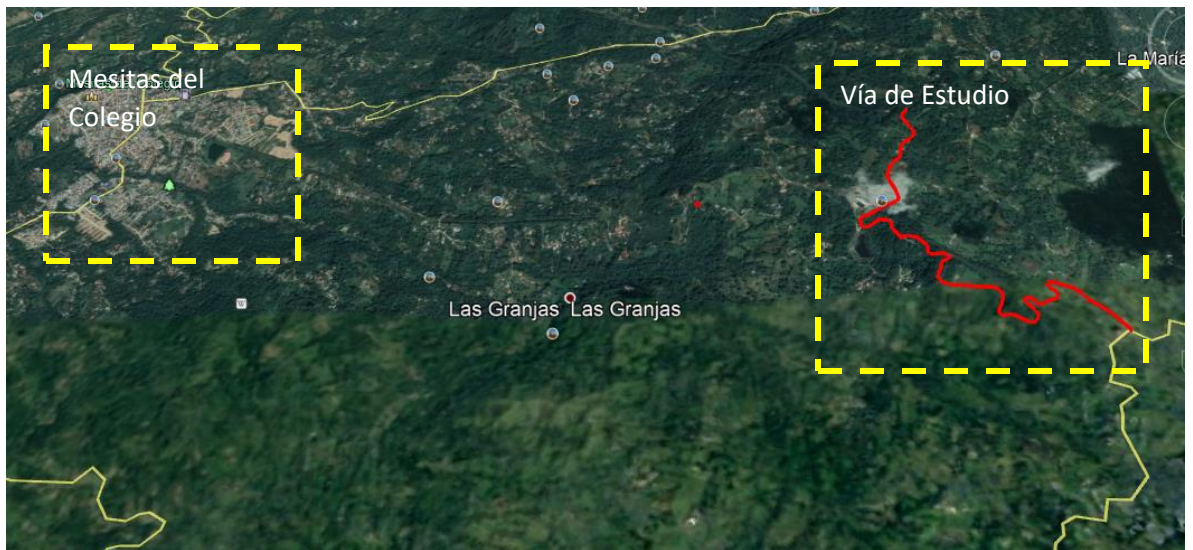 Mesitas del
Colegio
Vía de Estudio
La María
Las Granjas Las Granjas